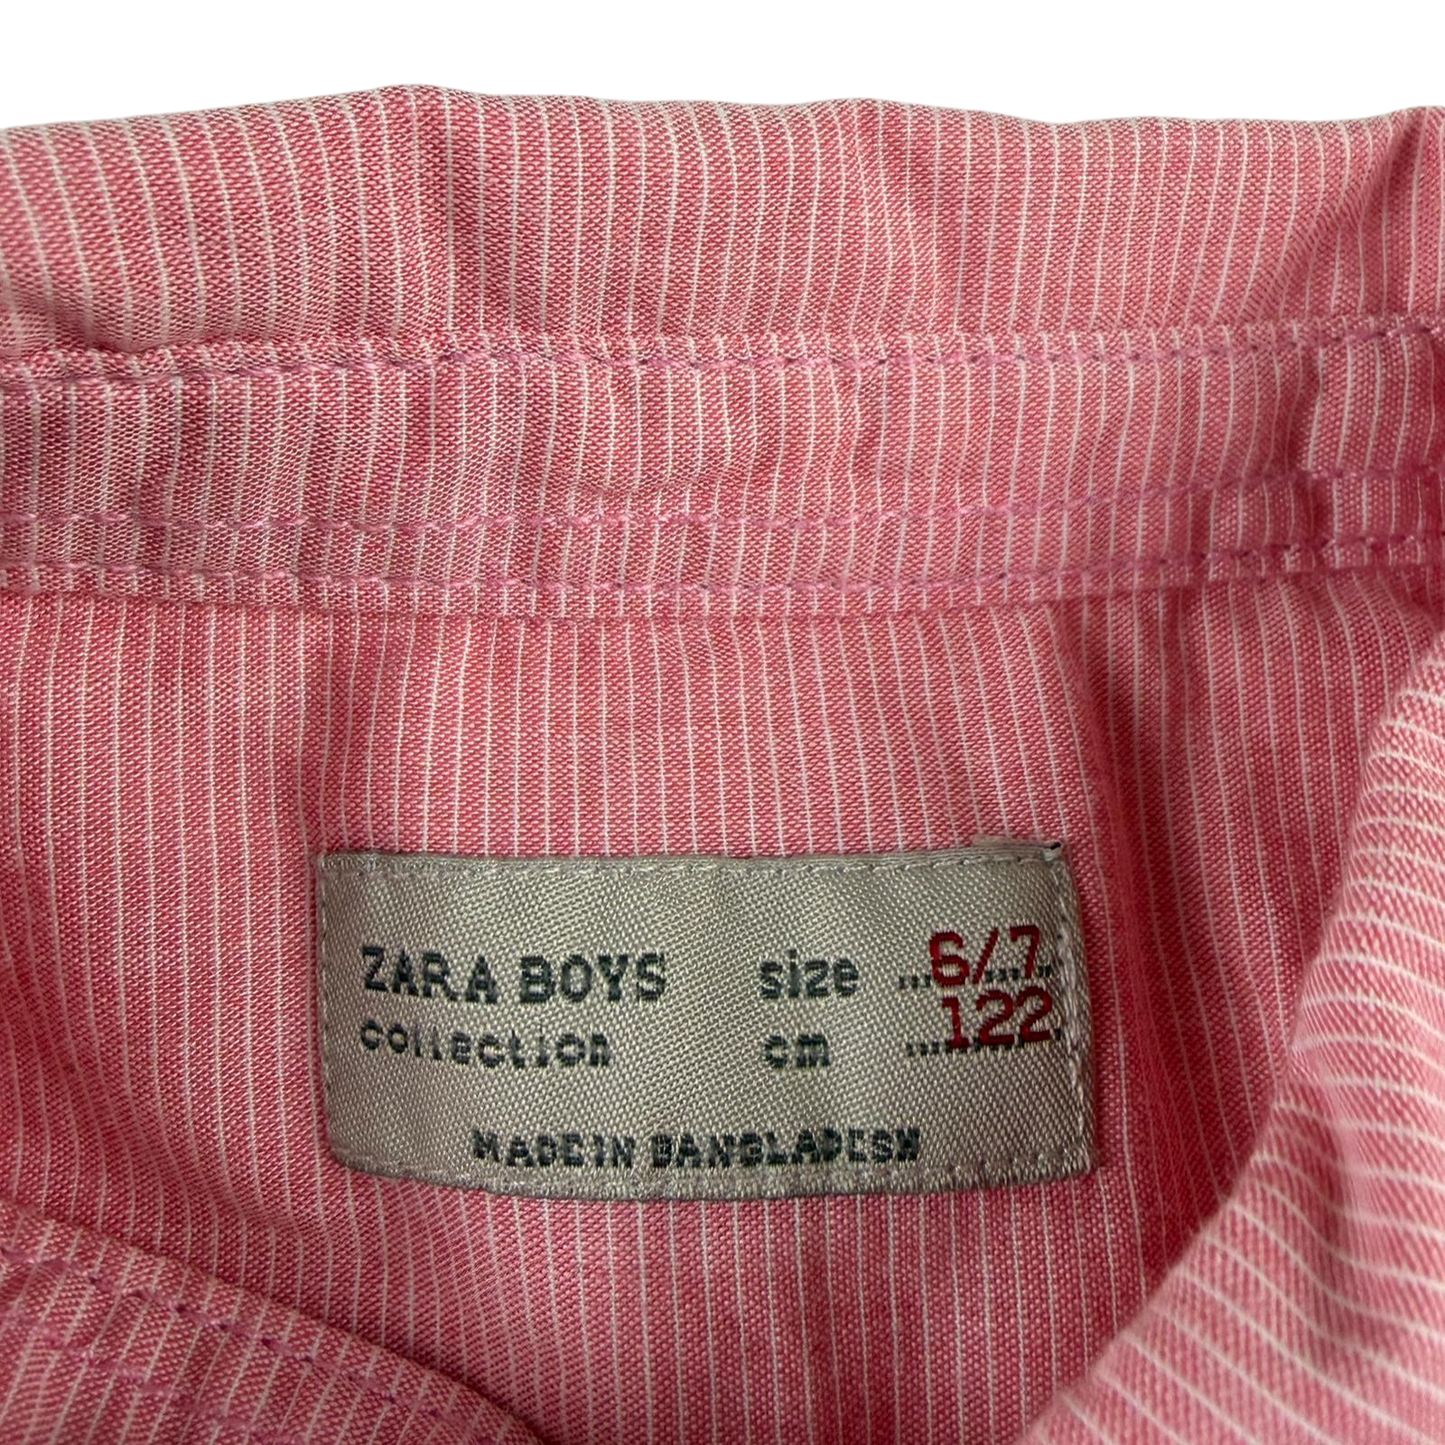 ZARA BOYS size ...6/7...
collection cm ...122...
MADE IN BANGLADESH